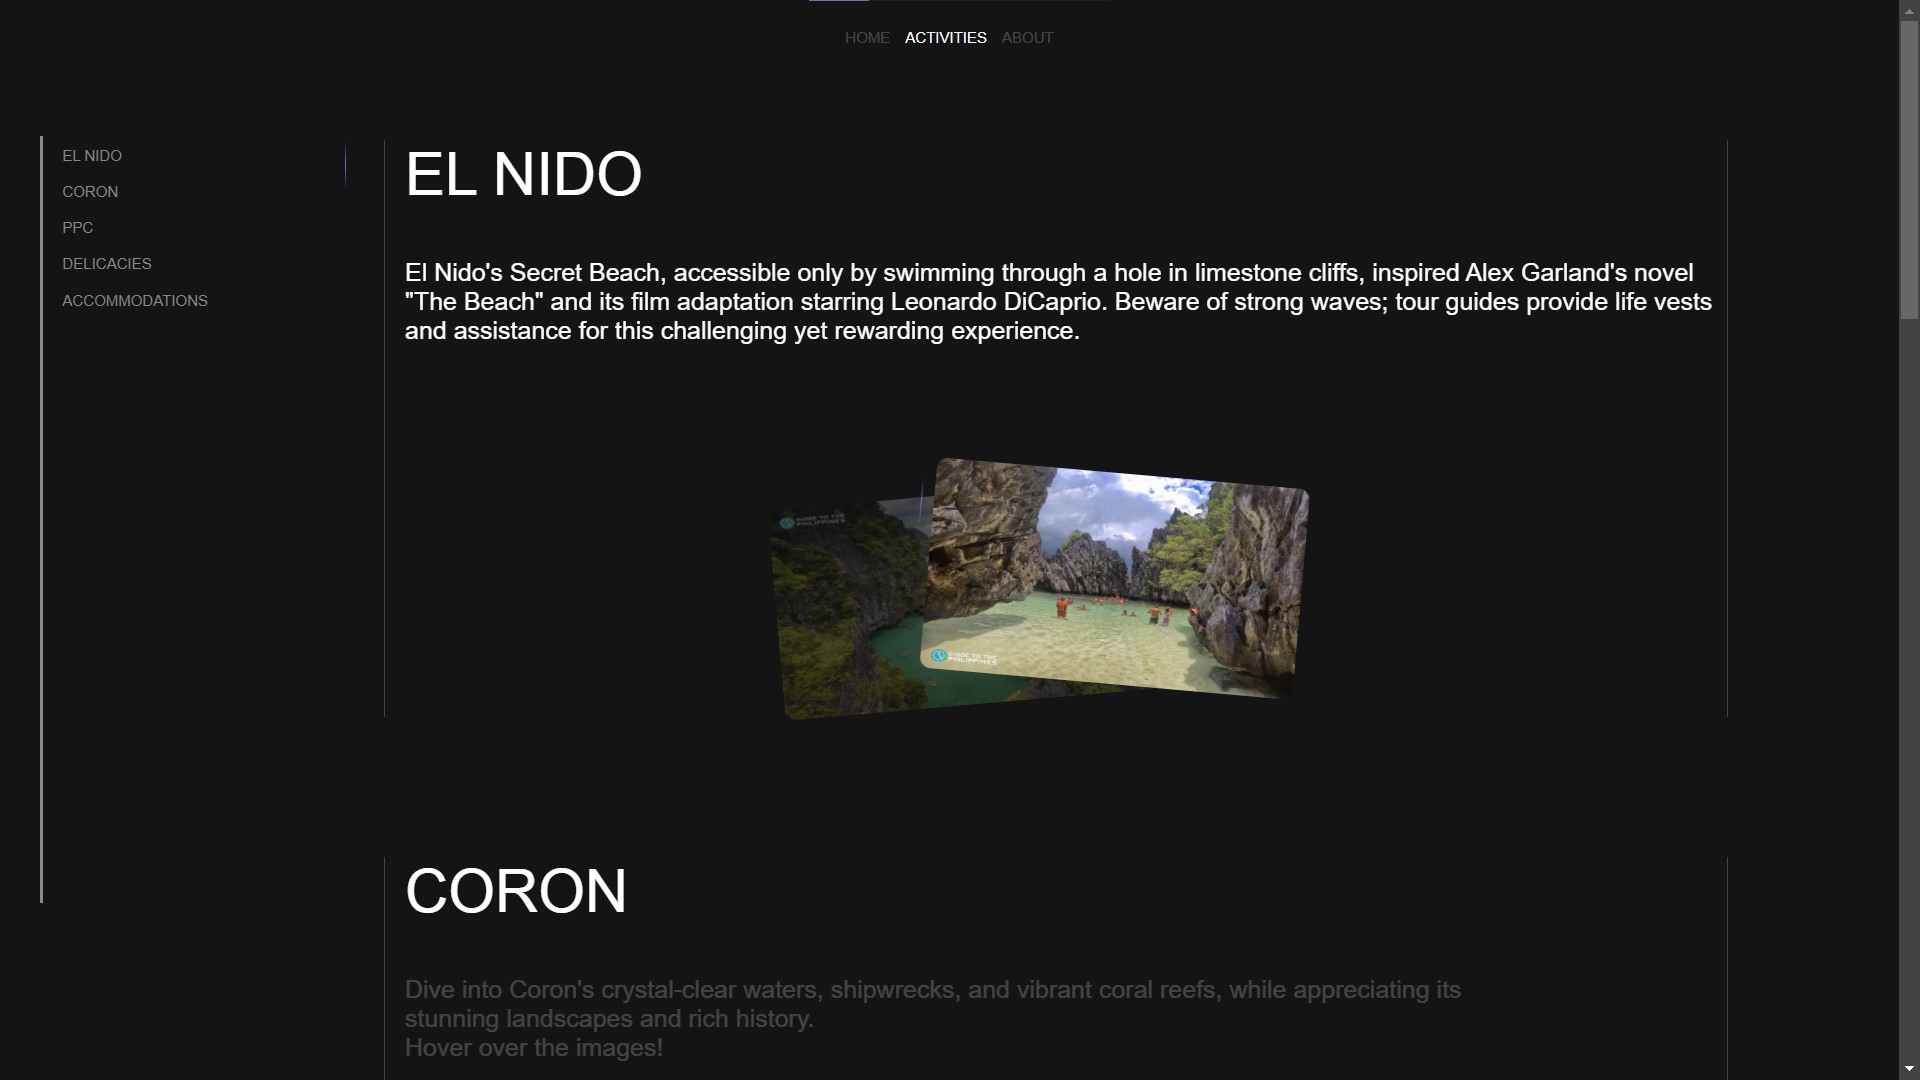 HOME ACTIVITIES ABOUT
EL NIDO
CORON
PPC
DELICACIES
ACCOMMODATIONS
EL NIDO
El Nido's Secret Beach, accessible only by swimming through a hole in limestone cliffs, inspired Alex Garland's novel
"The Beach" and its film adaptation starring Leonardo DiCaprio. Beware of strong waves; tour guides provide life vests
and assistance for this challenging yet rewarding experience.
GUIDE TO THE
PHILIPPINES
GUIDE TO THE
PHILIPPINES
CORON
Dive into Coron's crystal-clear waters, shipwrecks, and vibrant coral reefs, while appreciating its
stunning landscapes and rich history.
Hover over the images!